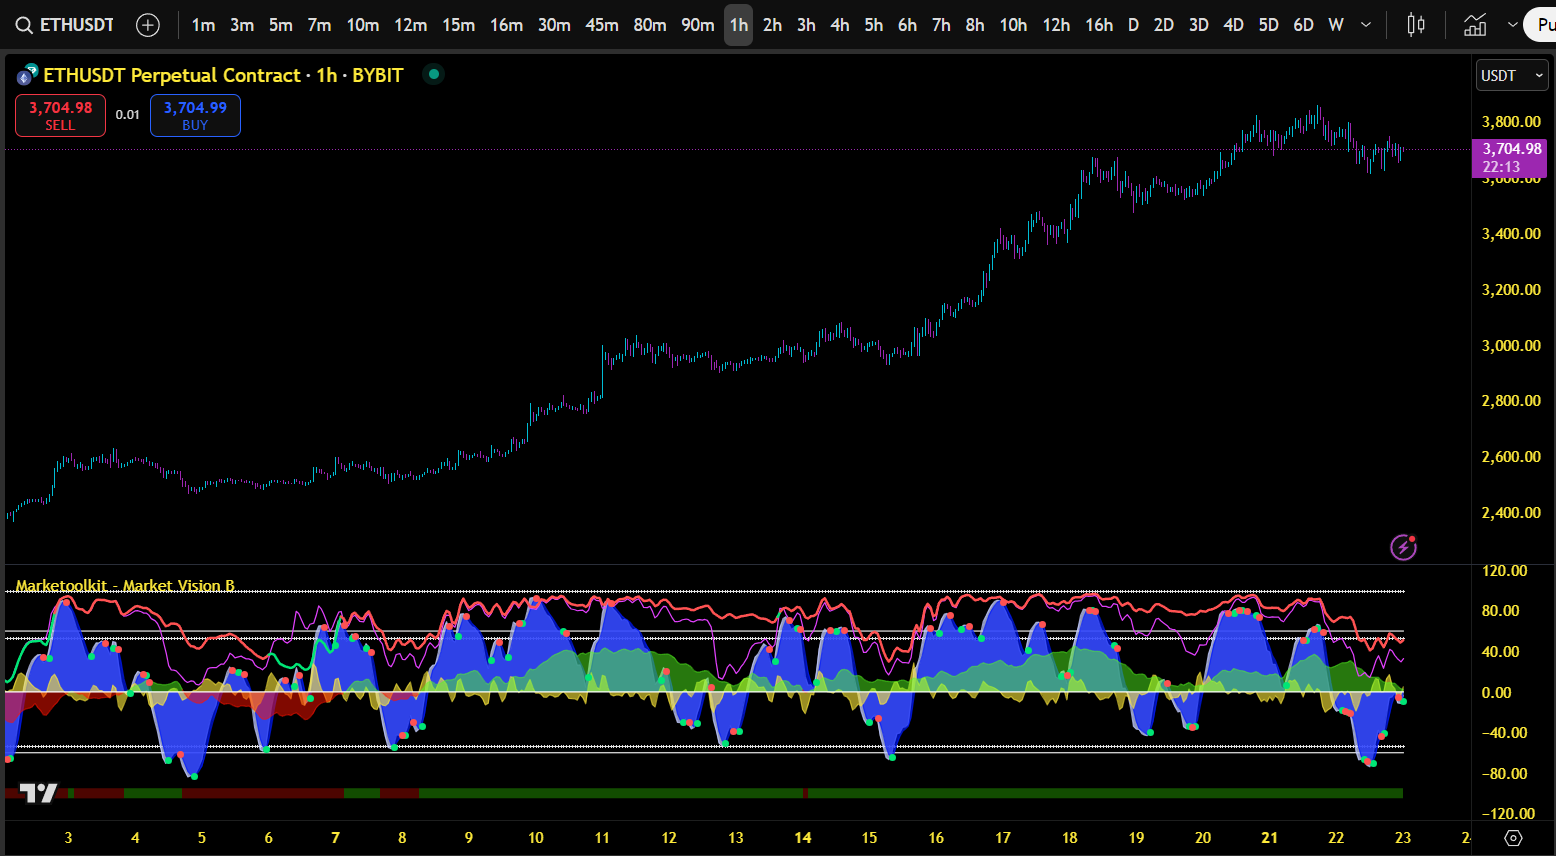 ETHUSDT 1m 3m 5m 7m 10m 12m 15m 16m 30m 45m 80m 90m 1h 2h 3h 4h 5h 6h 7h 8h 10h 12h 16h D 2D 3D 4D 5D 6D W Pu
ETHUSDT Perpetual Contract · 1h · BYBIT
USDT
3,704.98
SELL
0.01
3,704.99
BUY
3,800.00
3,704.98
22:13
3,600.00
3,400.00
3,200.00
3,000.00
2,800.00
2,600.00
2,400.00
Marketoolkit - Market Vision B
120.00
80.00
40.00
0.00
−40.00
−80.00
−120.00
3 4 5 6 7 8 9 10 11 12 13 14 15 16 17 18 19 20 21 22 23